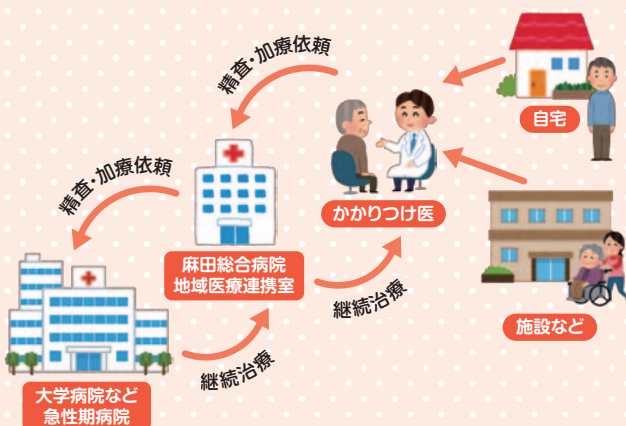 精査・加療依頼
自宅
精査・加療依頼
かかりつけ医
麻田総合病院
地域医療連携室
継続治療
施設など
継続治療
大学病院など
急性期病院